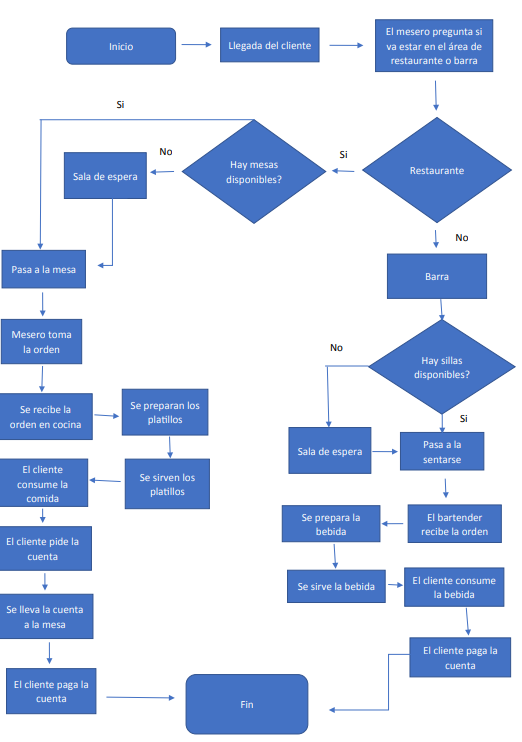 Inicio
Llegada del cliente
El mesero pregunta si
va estar en el área de
restaurante o barra
Restaurante
Si
Hay mesas
disponibles?
No
Sala de espera
Si
Pasa a la mesa
Mesero toma
la orden
Se recibe la
orden en cocina
Se preparan los
platillos
Se sirven los
platillos
El cliente
consume la
comida
El cliente pide la
cuenta
Se lleva la cuenta
a la mesa
El cliente paga la
cuenta
No
Barra
Hay sillas
disponibles?
No
Sala de espera
Si
Pasa a la
sentarse
El bartender
recibe la orden
Se prepara la
bebida
Se sirve la bebida
El cliente consume
la bebida
El cliente paga la
cuenta
Fin